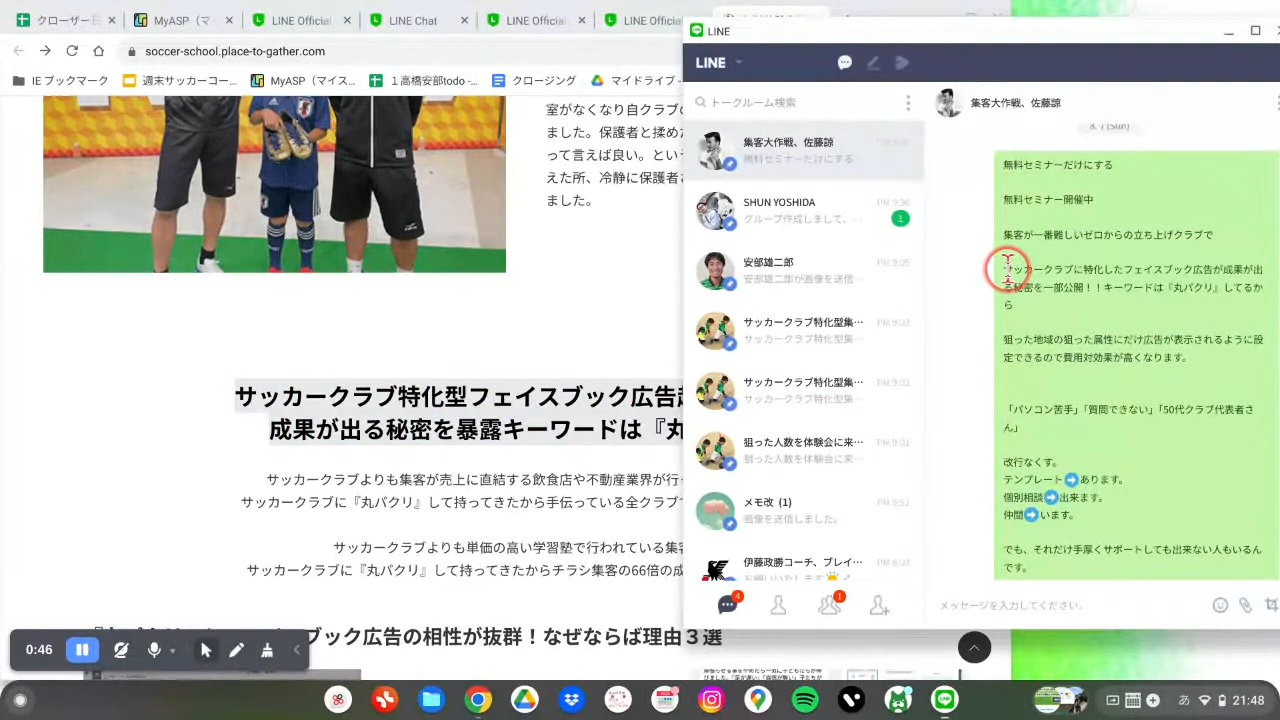 クロー
【公式】MyASP（マ
LINE Official
LINE Chat
LINE Official
LINE Official
soccer-school.place-to-gather.com
IE ブックマーク
週末サッカーコー...
MyASP（マイス...
１高橋安部todo -...
クロージング
マイドライブ
室がなくなり自クラブ
ました。保護者と揉め
って言えば良い。とい
えた所、冷静に保護者
ました。
サッカークラブ特化型フェイスブック広告
成果が出る秘密を暴露キーワードは『丸
サッカークラブよりも集客が売上に直結する飲食店や不動産業界が行
サッカークラブに『丸パクリ』して持ってきたから手伝っている全クラブ
サッカークラブよりも単価の高い学習塾で行われている集客
サッカークラブに『丸パクリ』して持ってきたからチラシ集客の66倍の成
ブック広告の相性が抜群！なぜならば理由３選
0:46
LINE
LINE
トークルーム検索
集客大作戦、佐藤諒
無料セミナーだけにする
SHUN YOSHIDA
PM 9:36
グループ作成しまして、…
1
安部雄二郎
PM 9:05
安部雄二郎が画像を送信…
サッカークラブ特化型集…
PM 9:03
サッカークラブ特化型集…
サッカークラブ特化型集…
PM 9:02
サッカークラブ特化型集…
狙った人数を体験会に来…
PM 9:01
狙った人数を体験会に来…
メモ改 (1)
PM 8:52
画像を送信しました。
伊藤政勝コーチ、ブレイ…
PM 8:03
お願いいたします
4
1
集客大作戦、佐藤諒
8. 7 (Sun)
無料セミナーだけにする
無料セミナー開催中
集客が一番難しいゼロからの立ち上げクラブで
サッカークラブに特化したフェイスブック広告が成果が出
る秘密を一部公開！！キーワードは『丸パクリ』してるか
ら
狙った地域の狙った属性にだけ広告が表示されるように設
定できるので費用対効果が高くなります。
「パソコン苦手」「質問できない」「50代クラブ代表者さ
ん」
改行なくす。
テンプレート➡あります。
個別相談➡出来ます。
仲間➡います。
でも、それだけ手厚くサポートしても出来ない人もいるん
です。
メッセージを入力してください。
あ
21:48